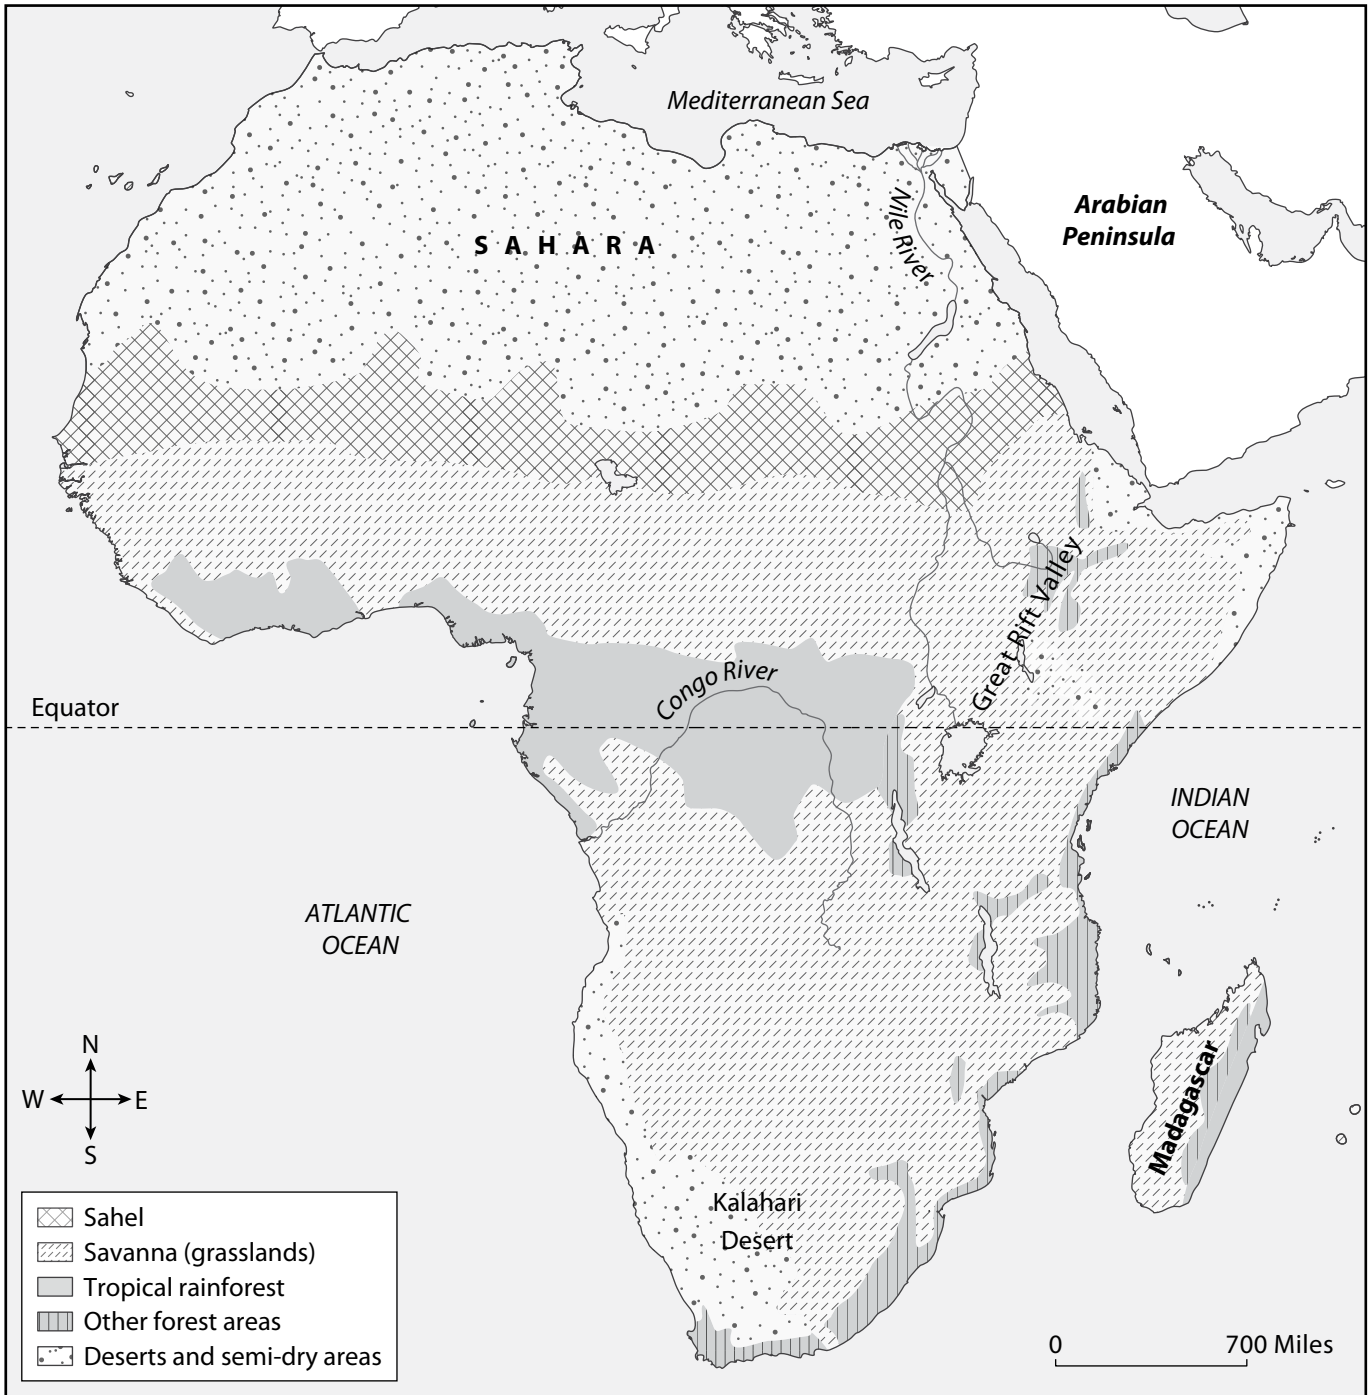 Mediterranean Sea
Arabian
Peninsula
SAHARA
Nile River
Great Rift Valley
Congo River
Equator
INDIAN
OCEAN
ATLANTIC
OCEAN
N
W E
S
Madagascar
Kalahari
Desert
Sahel
Savanna (grasslands)
Tropical rainforest
Other forest areas
Deserts and semi-dry areas
0 700 Miles